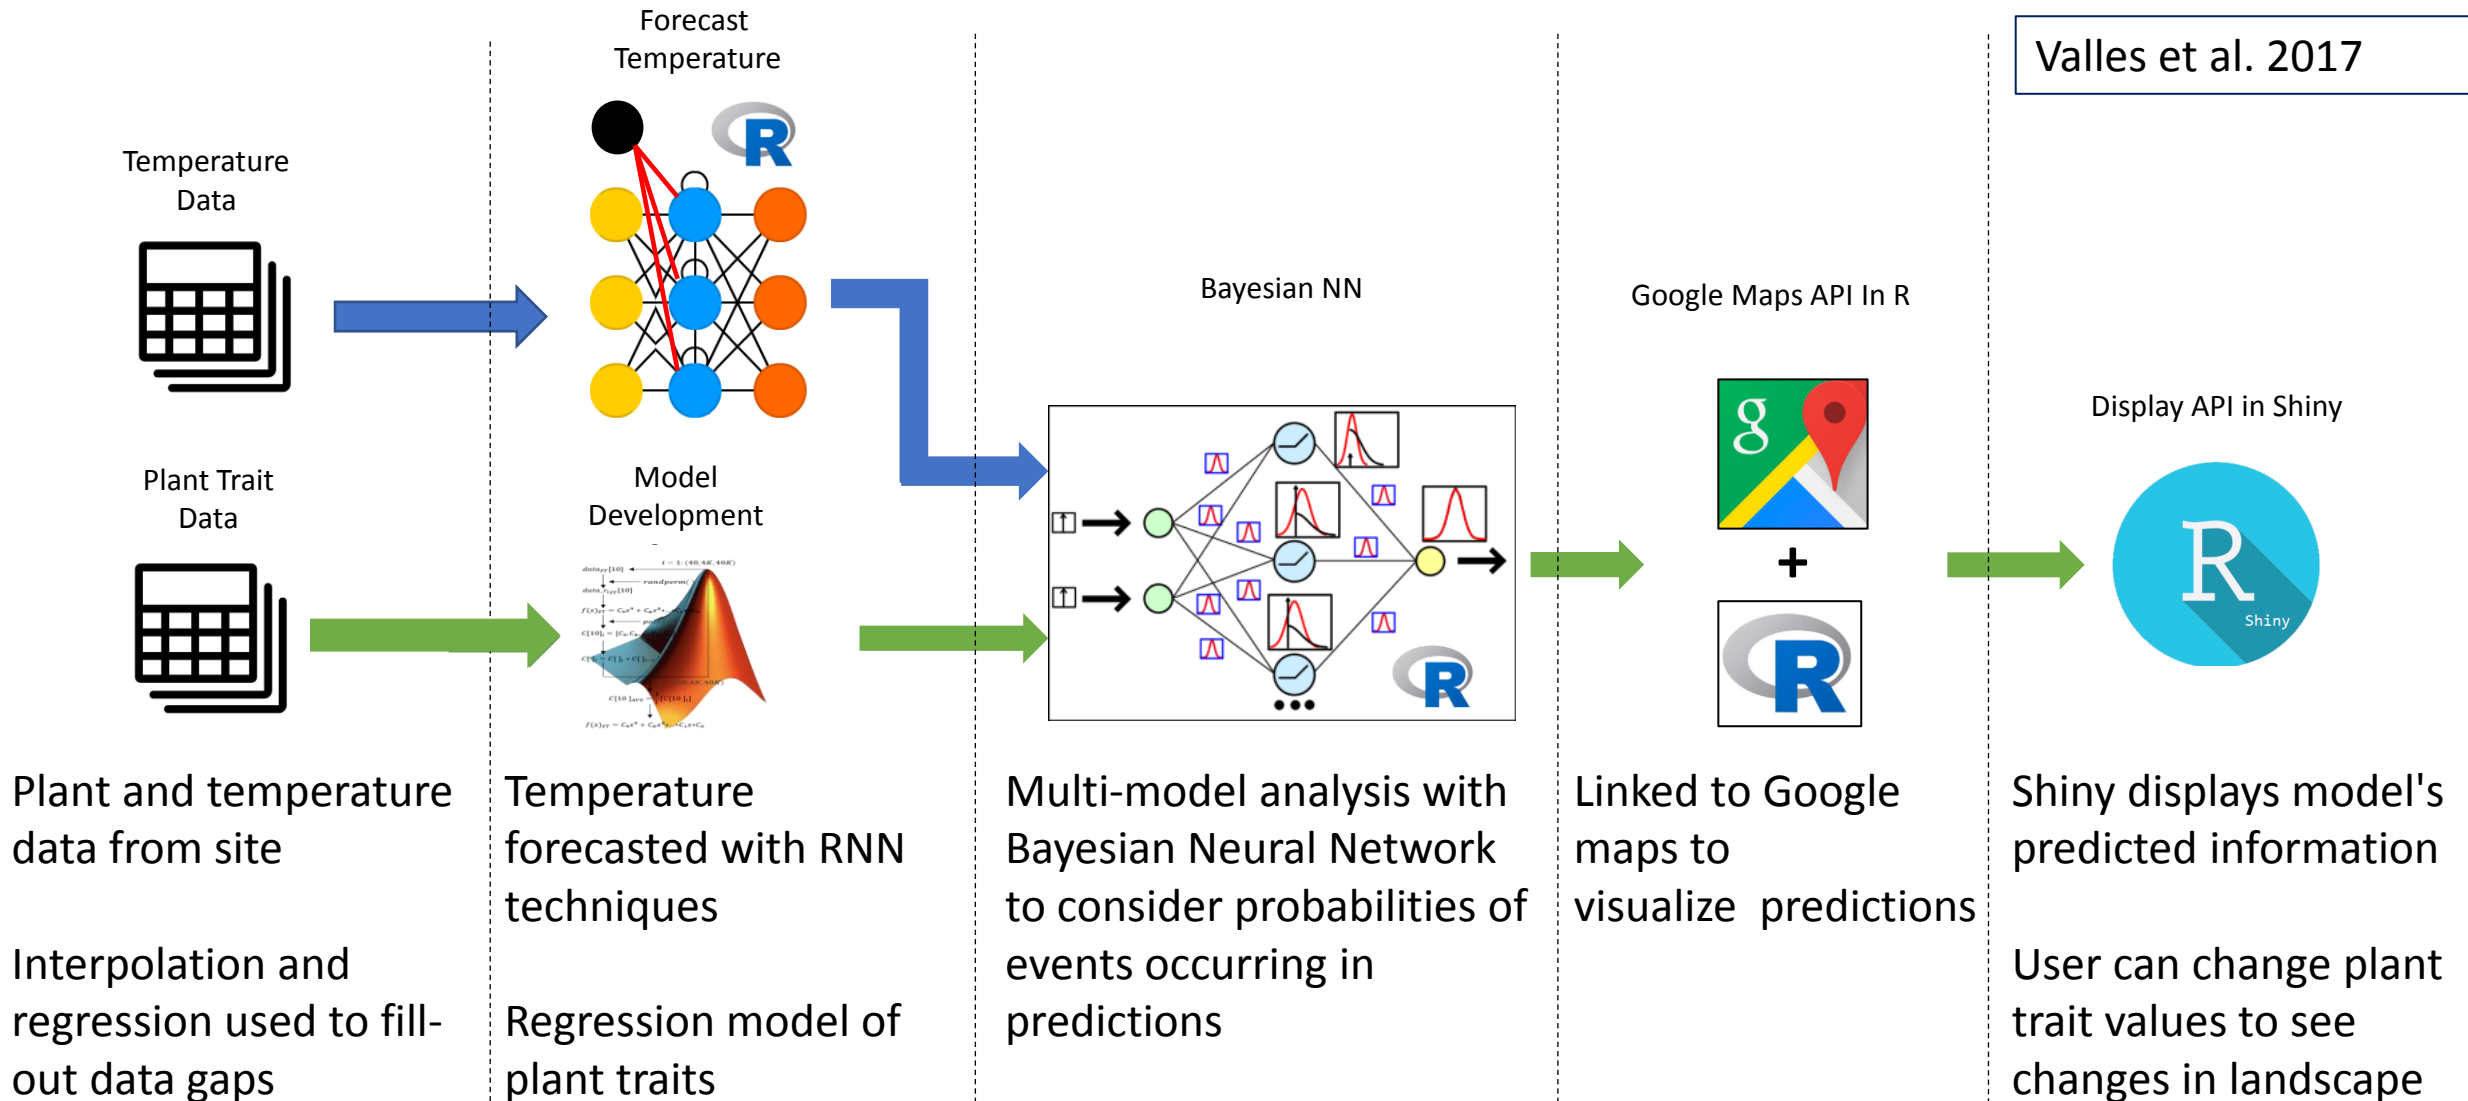 Forecast
Temperature
Valles et al. 2017
Temperature
Data
R
Bayesian NN
Google Maps API In R
g
Display API in Shiny
Plant Trait
Data
Model
Development
R
Shiny
R
R
Plant and temperature
data from site
Interpolation and
regression used to fill-
out data gaps
Temperature
forecasted with RNN
techniques
Regression model of
plant traits
Multi-model analysis with
Bayesian Neural Network
to consider probabilities of
events occurring in
predictions
Linked to Google
maps to
visualize  predictions
Shiny displays model's
predicted information
User can change plant
trait values to see
changes in landscape